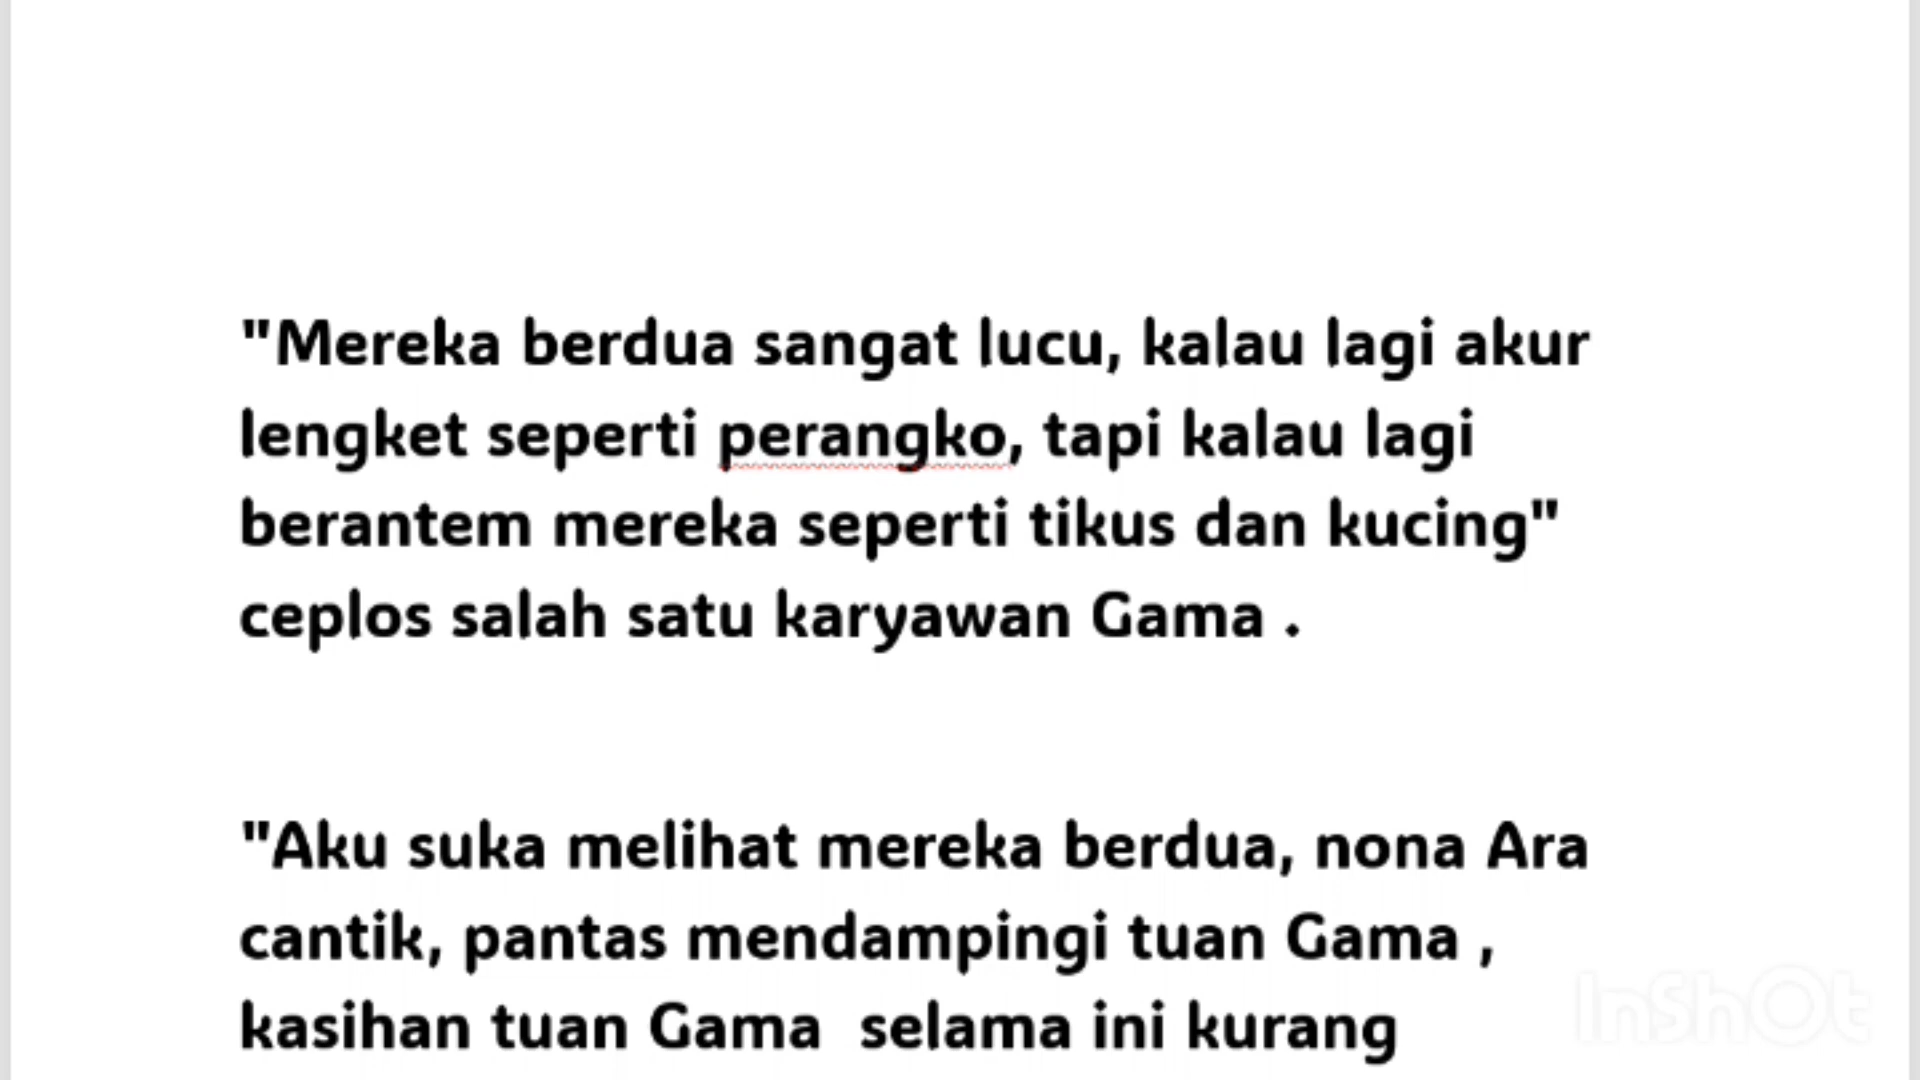 "Mereka berdua sangat lucu, kalau lagi akur
lengket seperti perangko, tapi kalau lagi
berantem mereka seperti tikus dan kucing"
ceplos salah satu karyawan Gama .
"Aku suka melihat mereka berdua, nona Ara
cantik, pantas mendampingi tuan Gama ,
kasihan tuan Gama  selama ini kurang
InShOt